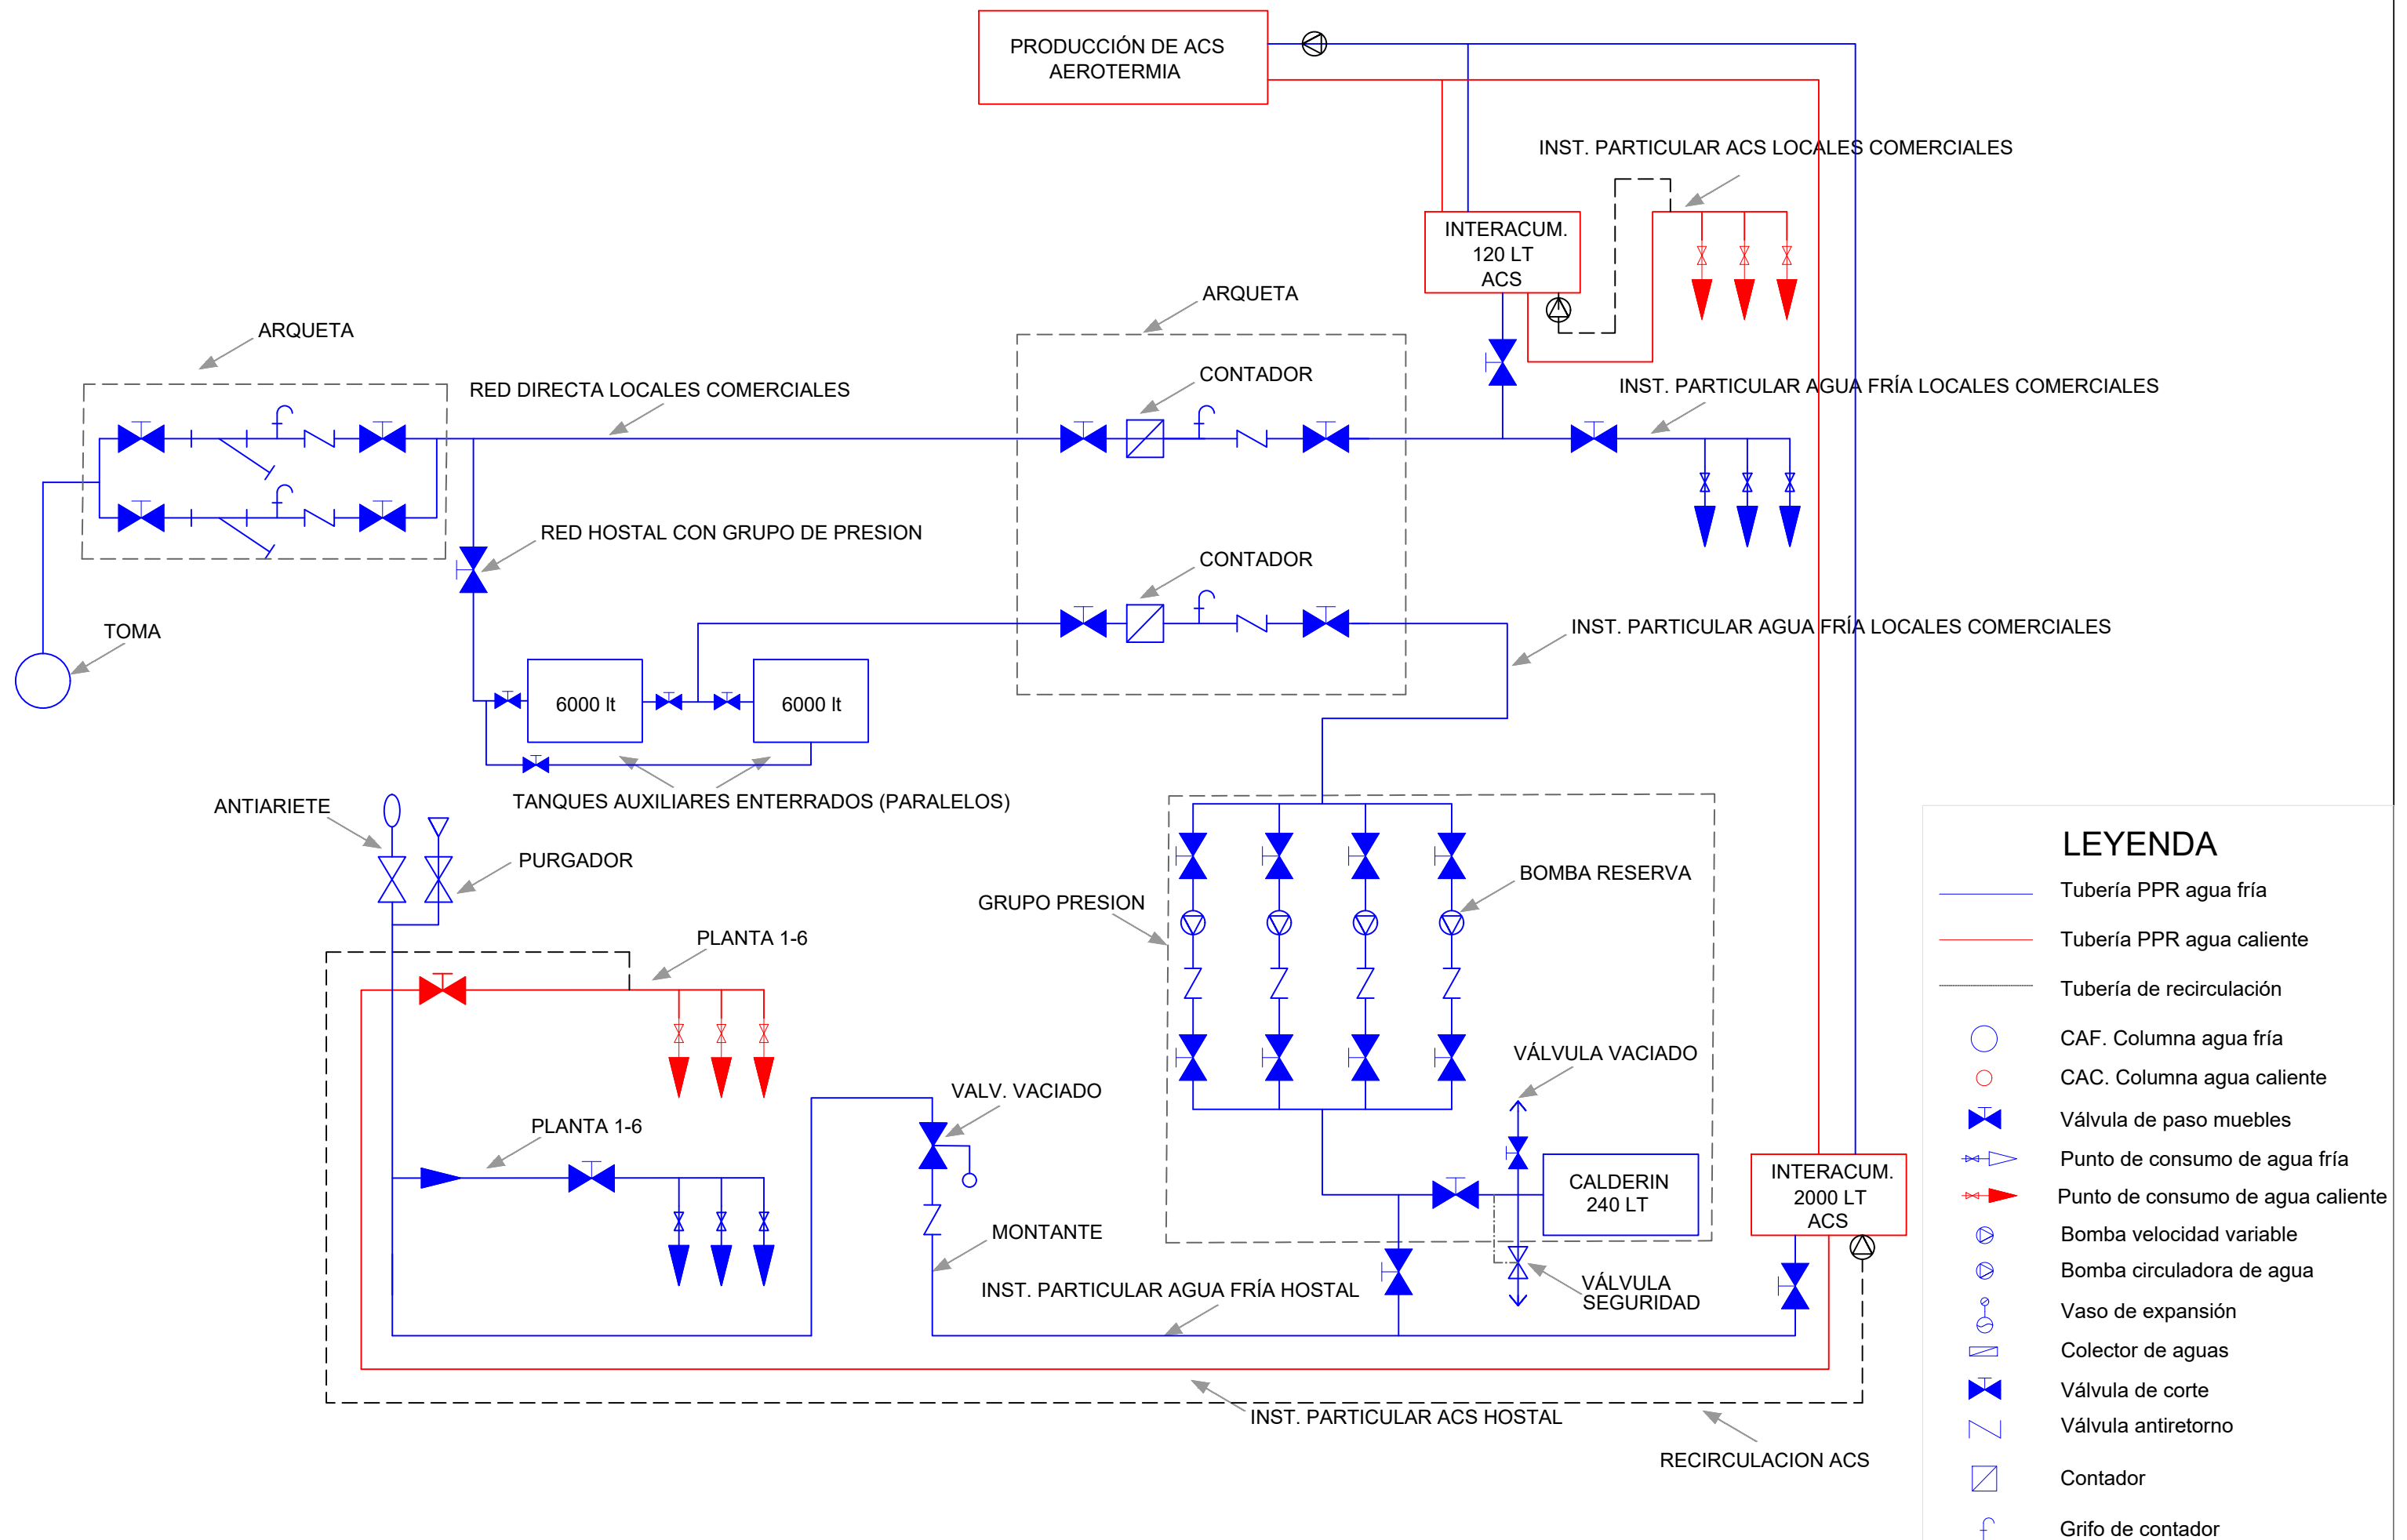 PRODUCCIÓN DE ACS
AEROTERMIA
INST. PARTICULAR ACS LOCALES COMERCIALES
INTERACUM.
120 LT
ACS
ARQUETA
ARQUETA
CONTADOR
RED DIRECTA LOCALES COMERCIALES
INST. PARTICULAR AGUA FRÍA LOCALES COMERCIALES
RED HOSTAL CON GRUPO DE PRESION
CONTADOR
TOMA
INST. PARTICULAR AGUA FRÍA LOCALES COMERCIALES
6000 lt
6000 lt
TANQUES AUXILIARES ENTERRADOS (PARALELOS)
ANTIARIETE
PURGADOR
BOMBA RESERVA
GRUPO PRESION
PLANTA 1-6
VÁLVULA VACIADO
VALV. VACIADO
PLANTA 1-6
CALDERIN
240 LT
INTERACUM.
2000 LT
ACS
MONTANTE
INST. PARTICULAR AGUA FRÍA HOSTAL
VÁLVULA
SEGURIDAD
INST. PARTICULAR ACS HOSTAL
RECIRCULACION ACS
LEYENDA
Tubería PPR agua fría
Tubería PPR agua caliente
Tubería de recirculación
CAF. Columna agua fría
CAC. Columna agua caliente
Válvula de paso muebles
Punto de consumo de agua fría
Punto de consumo de agua caliente
Bomba velocidad variable
Bomba circuladora de agua
Vaso de expansión
Colector de aguas
Válvula de corte
Válvula antiretorno
Contador
Grifo de contador